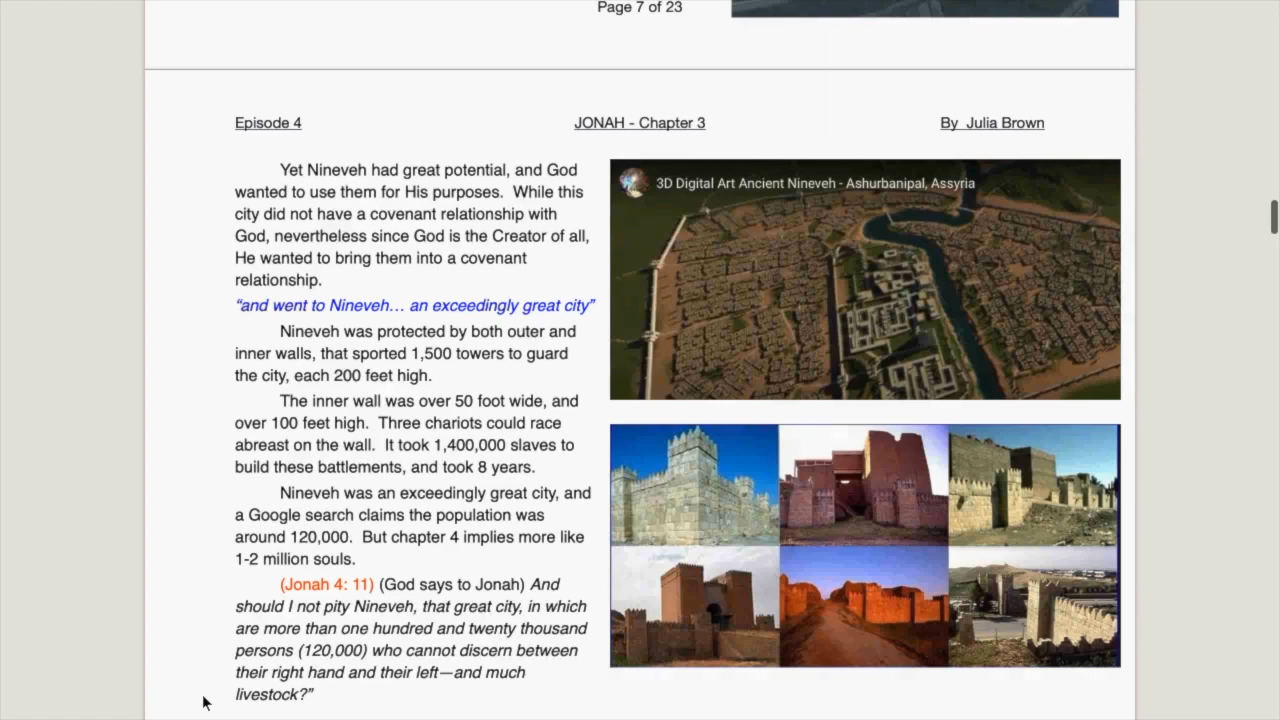 Page 7 of 23
Episode 4
JONAH - Chapter 3
By  Julia Brown
Yet Nineveh had great potential, and God
wanted to use them for His purposes.  While this
city did not have a covenant relationship with
God, nevertheless since God is the Creator of all,
He wanted to bring them into a covenant
relationship.
“and went to Nineveh… an exceedingly great city”
Nineveh was protected by both outer and
inner walls, that sported 1,500 towers to guard
the city, each 200 feet high.
The inner wall was over 50 foot wide, and
over 100 feet high.  Three chariots could race
abreast on the wall.  It took 1,400,000 slaves to
build these battlements, and took 8 years.
Nineveh was an exceedingly great city, and
a Google search claims the population was
around 120,000.  But chapter 4 implies more like
1-2 million souls.
(Jonah 4: 11) (God says to Jonah) And
should I not pity Nineveh, that great city, in which
are more than one hundred and twenty thousand
persons (120,000) who cannot discern between
their right hand and their left—and much
livestock?”
3D Digital Art Ancient Nineveh - Ashurbanipal, Assyria